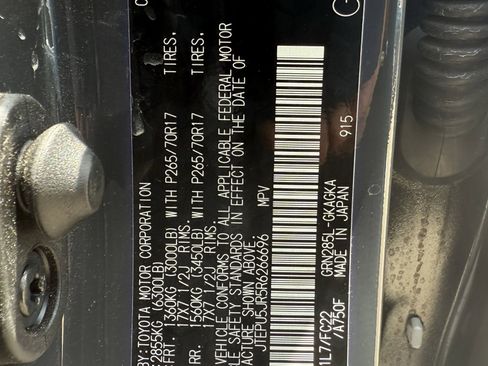 BY:TOYOTA MOTOR CORPORATION
2855KG (6300LB)
FRT. 1360KG (3000LB) WITH P265/70R17 TIRES,
17X7 1/2J RIMS.
RR. 1560KG (3450LB) WITH P265/70R17 TIRES,
17X7 1/2J RIMS.
VEHICLE CONFORMS TO ALL APPLICABLE FEDERAL MOTOR
LE SAFETY STANDARDS IN EFFECT ON THE DATE OF
FACTURE SHOWN ABOVE.
JTEPU5JR5R6266696 MPV
1L7/FC22 GRN285L-GKAGKA
/A750F MADE IN JAPAN
915